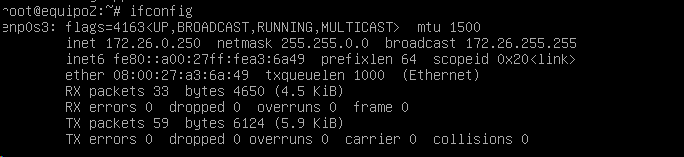 root@equipo2:~# ifconfig
enp0s3: flags=4163<UP,BROADCAST,RUNNING,MULTICAST>  mtu 1500
        inet 172.26.0.250  netmask 255.255.0.0  broadcast 172.26.255.255
        inet6 fe80::a00:27ff:fea3:6a49  prefixlen 64  scopeid 0x20<link>
        ether 08:00:27:a3:6a:49  txqueuelen 1000  (Ethernet)
        RX packets 33  bytes 4650 (4.5 KiB)
        RX errors 0  dropped 0  overruns 0  frame 0
        TX packets 59  bytes 6124 (5.9 KiB)
        TX errors 0  dropped 0 overruns 0  carrier 0  collisions 0